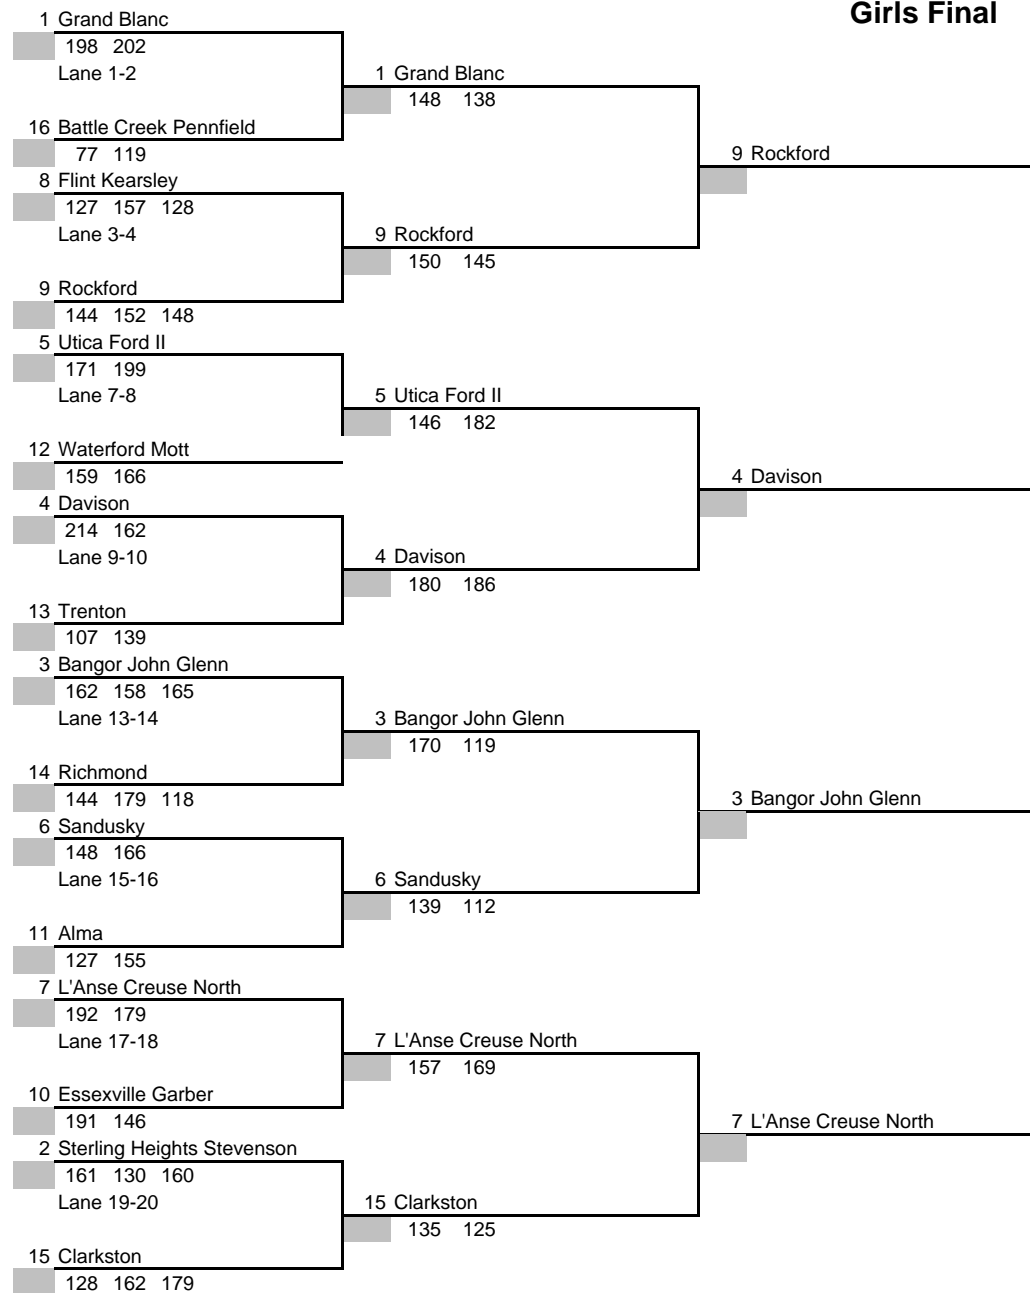 Girls Final
1 Grand Blanc
198 202
Lane 1-2
16 Battle Creek Pennfield
77 119
8 Flint Kearsley
127 157 128
Lane 3-4
9 Rockford
144 152 148
5 Utica Ford II
171 199
Lane 7-8
12 Waterford Mott
159 166
4 Davison
214 162
Lane 9-10
13 Trenton
107 139
3 Bangor John Glenn
162 158 165
Lane 13-14
14 Richmond
144 179 118
6 Sandusky
148 166
Lane 15-16
11 Alma
127 155
7 L'Anse Creuse North
192 179
Lane 17-18
10 Essexville Garber
191 146
2 Sterling Heights Stevenson
161 130 160
Lane 19-20
15 Clarkston
128 162 179
1 Grand Blanc
148 138
9 Rockford
150 145
5 Utica Ford II
146 182
4 Davison
180 186
3 Bangor John Glenn
170 119
6 Sandusky
139 112
7 L'Anse Creuse North
157 169
15 Clarkston
135 125
9 Rockford
4 Davison
3 Bangor John Glenn
7 L'Anse Creuse North